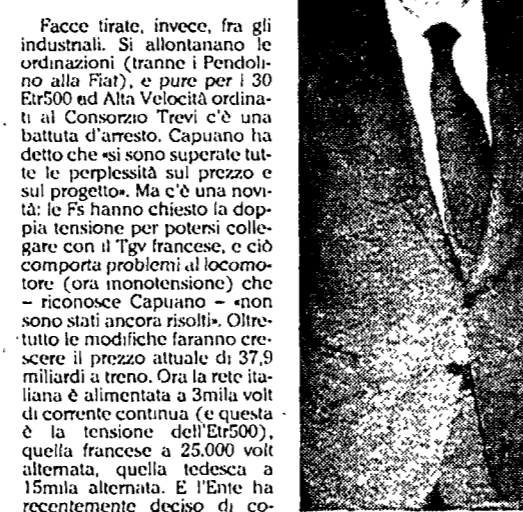 Facce tirate, invece, fra gli
industriali. Si allontanano le
ordinazioni (tranne i Pendoli-
no alla Fiat), e pure per i 30
Etr500 ad Alta Velocità ordina-
ti al Consorzio Trevi c'è una
battuta d'arresto. Capuano ha
detto che «si sono superate tut-
te le perplessità sul prezzo e
sul progetto». Ma c'è una novi-
tà: le Fs hanno chiesto la dop-
pia tensione per potersi colle-
gare con il Tgv francese, e ciò
comporta problemi al locomo-
tore (ora monotensione) che
– riconosce Capuano – «non
sono stati ancora risolti». Oltre-
tutto le modifiche faranno cre-
scere il prezzo attuale di 37,9
miliardi a treno. Ora la rete ita-
liana è alimentata a 3mila volt
di corrente continua (e questa
è la tensione dell'Etr500),
quella francese a 25.000 volt
alternata, quella tedesca a
15mila alternata. E l'Ente ha
recentemente deciso di co-